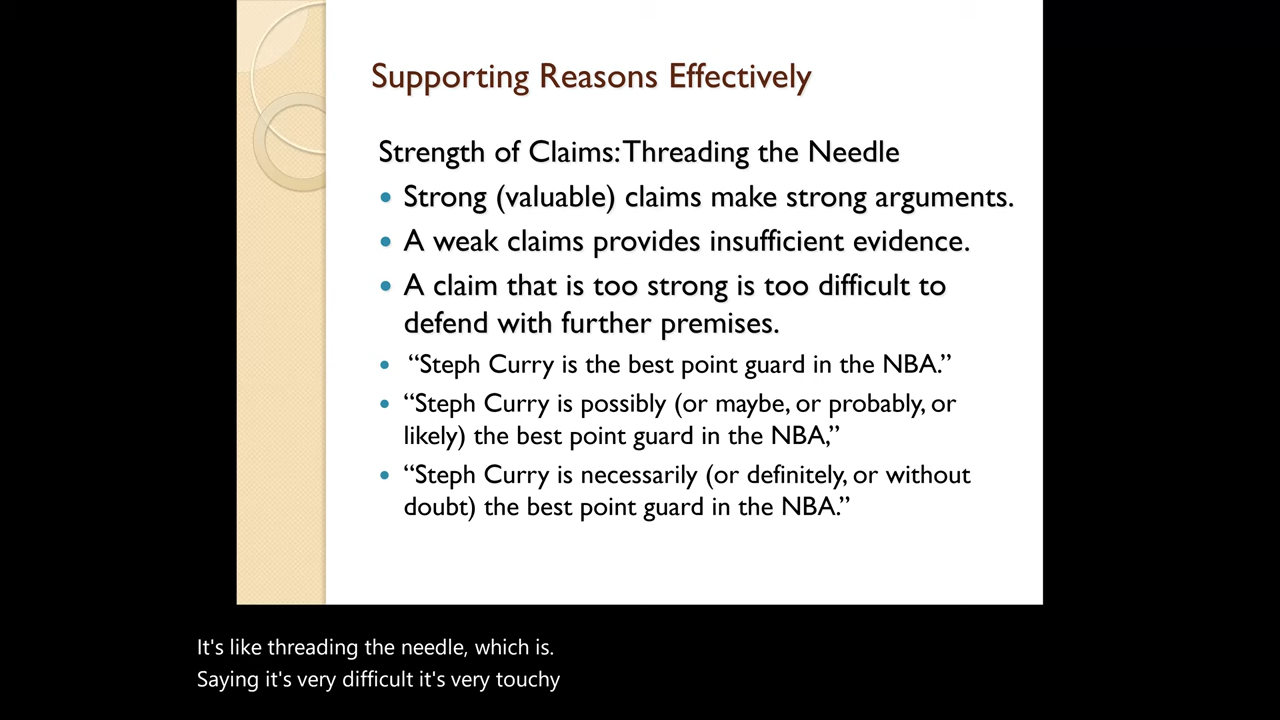 Supporting Reasons Effectively
Strength of Claims: Threading the Needle
• Strong (valuable) claims make strong arguments.
• A weak claims provides insufficient evidence.
• A claim that is too strong is too difficult to
defend with further premises.
• “Steph Curry is the best point guard in the NBA.”
• “Steph Curry is possibly (or maybe, or probably, or
likely) the best point guard in the NBA,”
• “Steph Curry is necessarily (or definitely, or without
doubt) the best point guard in the NBA.”
It's like threading the needle, which is.
Saying it's very difficult it's very touchy